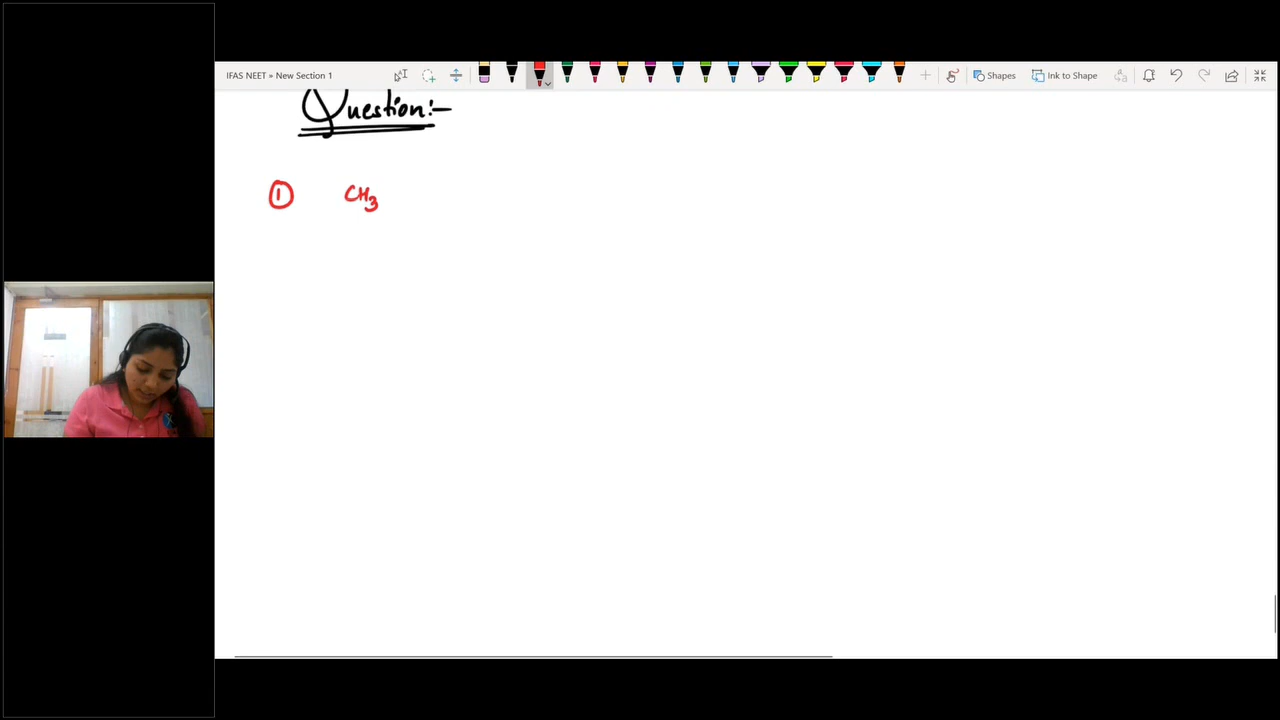 IFAS NEET » New Section 1
Shapes
Ink to Shape
Question:-
① CH₃